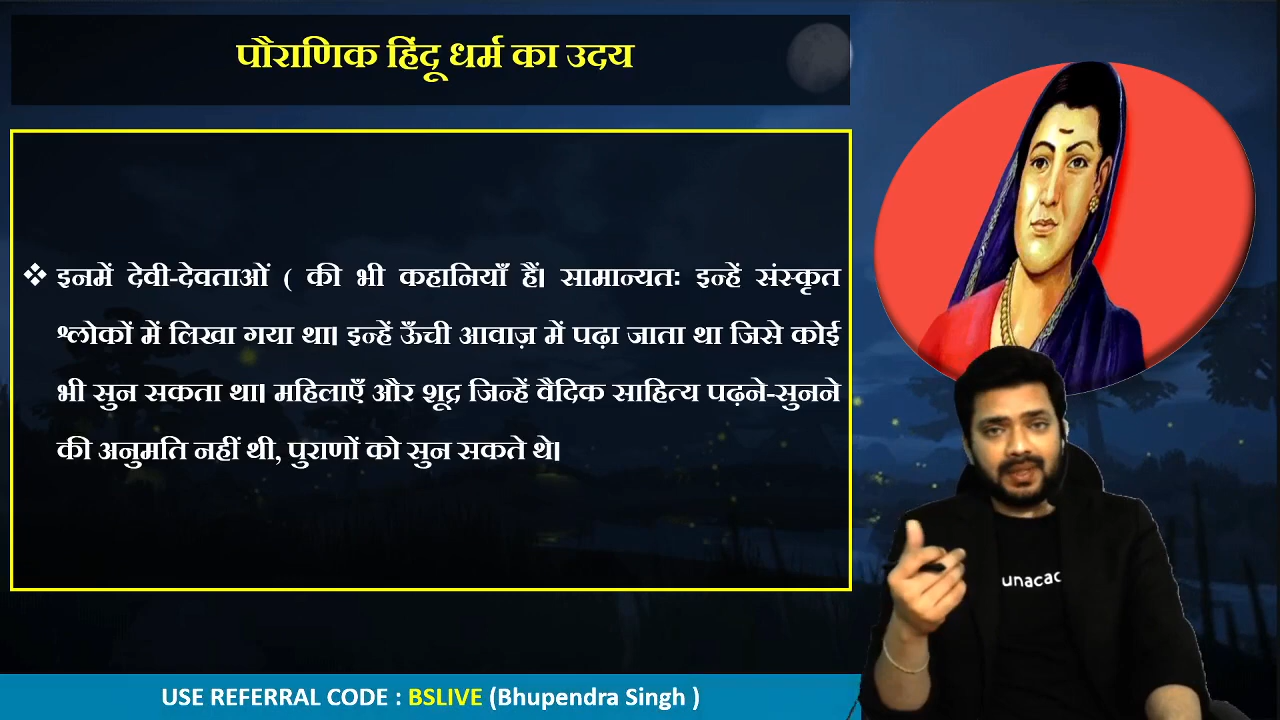 पौराणिक हिंदू धर्म का उदय
❖ इनमें देवी-देवताओं ( की भी कहानियाँ हैं। सामान्यतः इन्हें संस्कृत
श्लोकों में लिखा गया था। इन्हें ऊँची आवाज़ में पढ़ा जाता था जिसे कोई
भी सुन सकता था। महिलाएँ और शूद्र जिन्हें वैदिक साहित्य पढ़ने-सुनने
की अनुमति नहीं थी, पुराणों को सुन सकते थे।
unacac
USE REFERRAL CODE : BSLIVE (Bhupendra Singh )